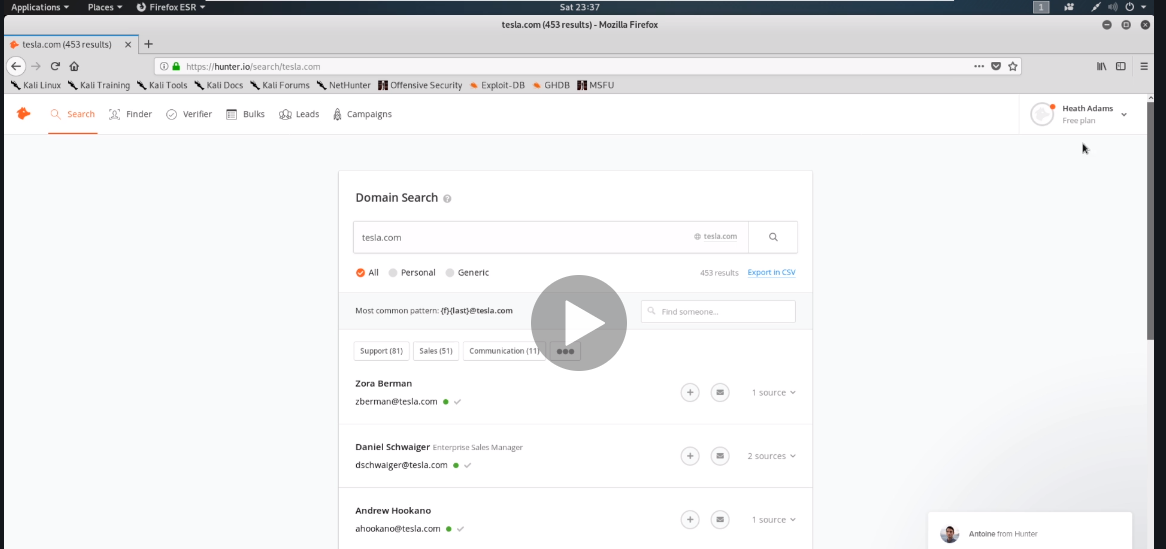 Applications Places Firefox ESR Sat 23:37 1
tesla.com (453 results) - Mozilla Firefox
tesla.com (453 results)
https://hunter.io/search/tesla.com
Kali Linux Kali Training Kali Tools Kali Docs Kali Forums NetHunter Offensive Security Exploit-DB GHDB MSFU
Search Finder Verifier Bulks Leads Campaigns Heath Adams
Free plan
Domain Search ?
tesla.com tesla.com
All Personal Generic 453 results Export in CSV
Most common pattern: {f}{last}@tesla.com Find someone...
Support (81) Sales (51) Communication (11)
Zora Berman
zberman@tesla.com 1 source
Daniel Schwaiger Enterprise Sales Manager
dschwaiger@tesla.com 2 sources
Andrew Hookano
ahookano@tesla.com 1 source
Antoine from Hunter